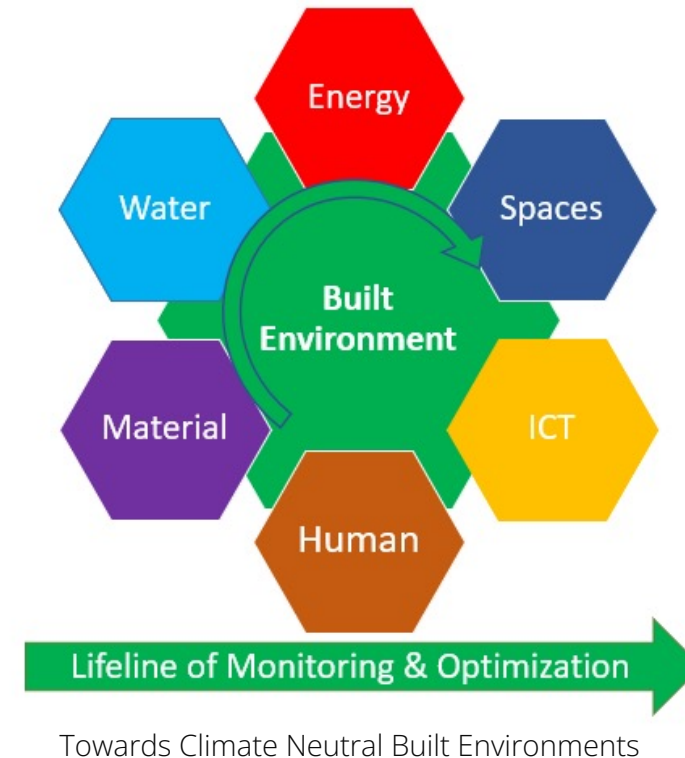 Energy
Water
Spaces
Built
Environment
Material
ICT
Human
Lifeline of Monitoring & Optimization
Towards Climate Neutral Built Environments